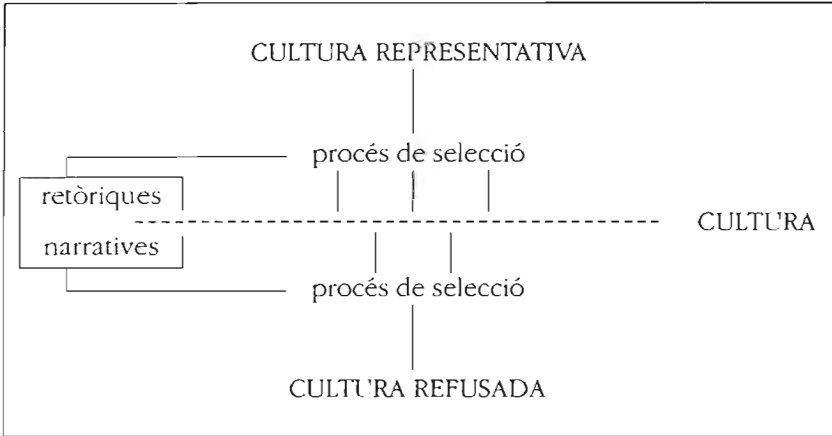 CULTURA REPRESENTATIVA
procés de selecció
retòriques
CULTURA
narratives
procés de selecció
CULTURA REFUSADA